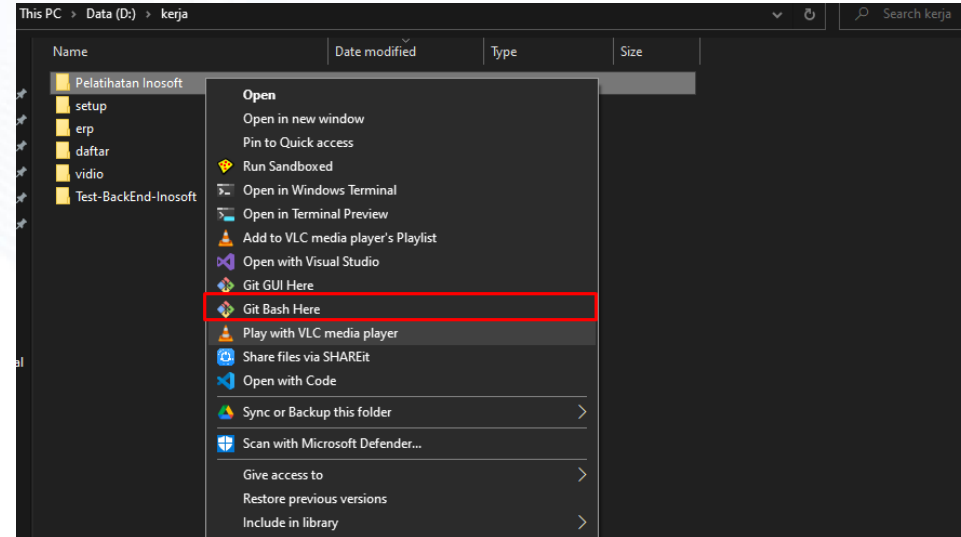 This PC > Data (D:) > kerja
Search kerja
Name Date modified Type Size
Pelatihatan Inosoft
setup
erp
daftar
vidio
Test-BackEnd-Inosoft
al
Open
Open in new window
Pin to Quick access
Run Sandboxed
Open in Windows Terminal
Open in Terminal Preview
Add to VLC media player's Playlist
Open with Visual Studio
Git GUI Here
Git Bash Here
Play with VLC media player
Share files via SHAREit
Open with Code
Sync or Backup this folder
Scan with Microsoft Defender...
Give access to
Restore previous versions
Include in library